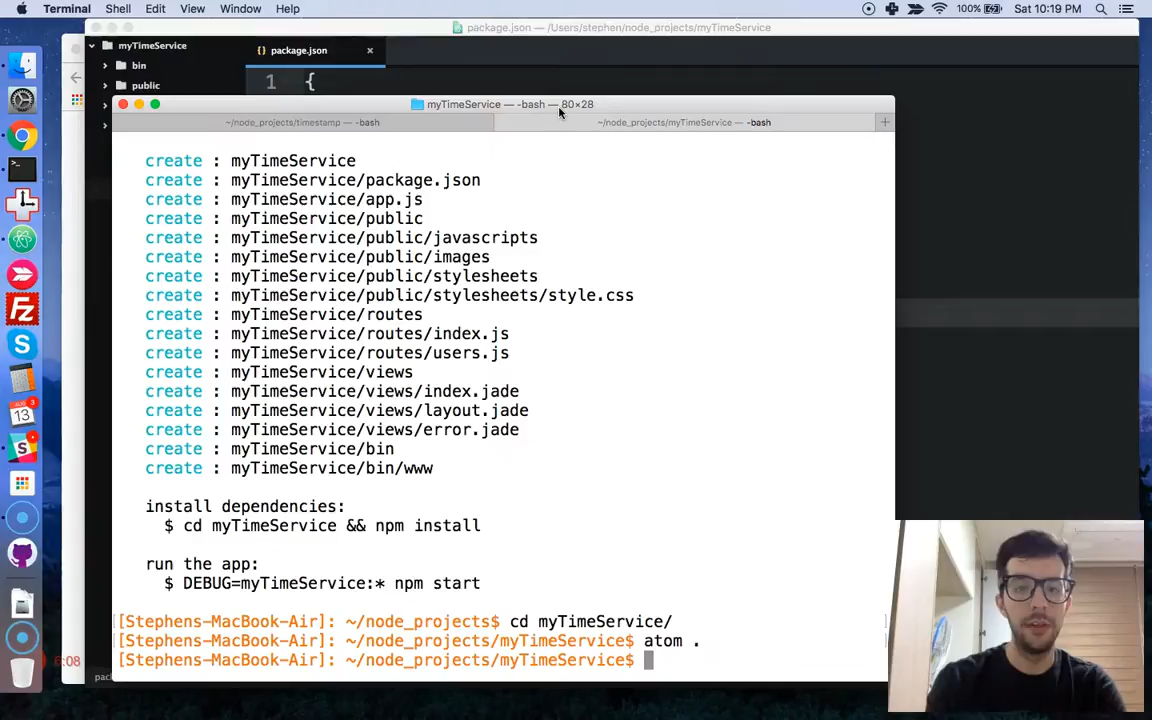 Terminal Shell Edit View Window Help 100% Sat 10:19 PM
package.json — /Users/stephen/node_projects/myTimeService
myTimeService
package.json
bin
public
1 {
myTimeService — -bash — 80×28
~/node_projects/timestamp — -bash
~/node_projects/myTimeService — -bash
create : myTimeService
create : myTimeService/package.json
create : myTimeService/app.js
create : myTimeService/public
create : myTimeService/public/javascripts
create : myTimeService/public/images
create : myTimeService/public/stylesheets
create : myTimeService/public/stylesheets/style.css
create : myTimeService/routes
create : myTimeService/routes/index.js
create : myTimeService/routes/users.js
create : myTimeService/views
create : myTimeService/views/index.jade
create : myTimeService/views/layout.jade
create : myTimeService/views/error.jade
create : myTimeService/bin
create : myTimeService/bin/www
install dependencies:
$ cd myTimeService && npm install
run the app:
$ DEBUG=myTimeService:* npm start
[Stephens-MacBook-Air]: ~/node_projects$ cd myTimeService/
[Stephens-MacBook-Air]: ~/node_projects/myTimeService$ atom .
[Stephens-MacBook-Air]: ~/node_projects/myTimeService$